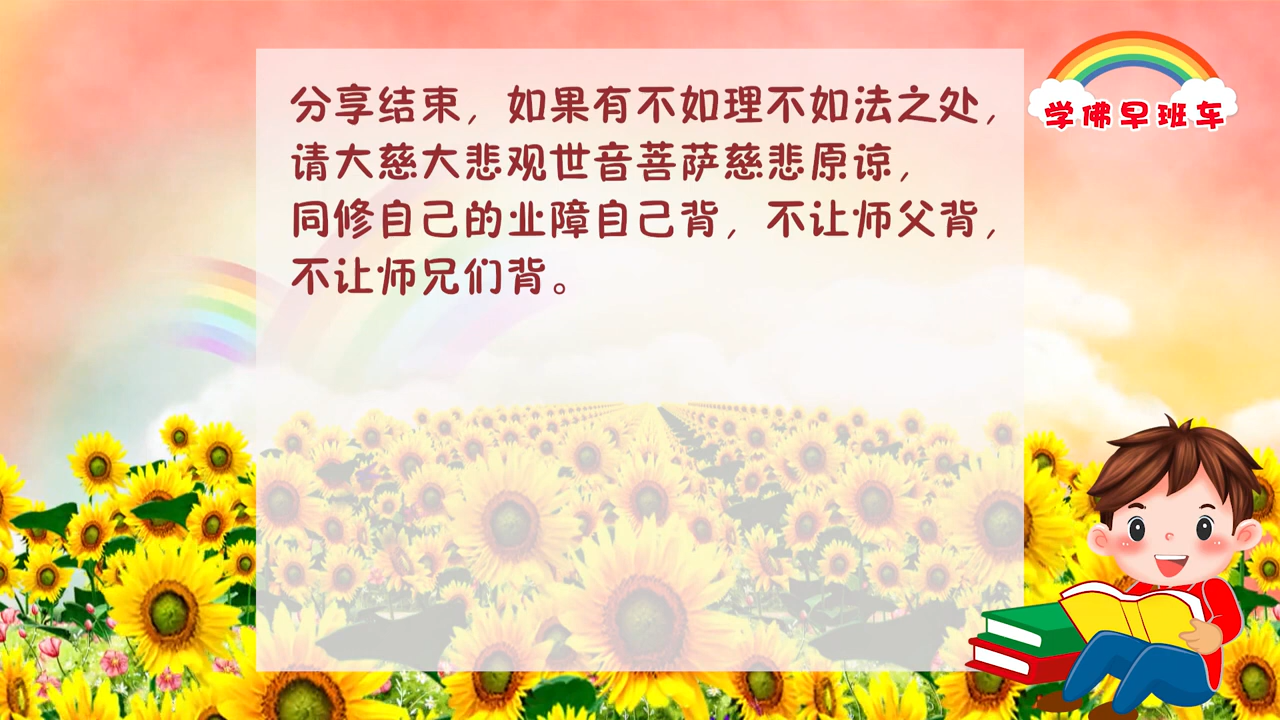 学佛早班车
分享结束，如果有不如理不如法之处，
请大慈大悲观世音菩萨慈悲原谅，
同修自己的业障自己背，不让师父背，
不让师兄们背。